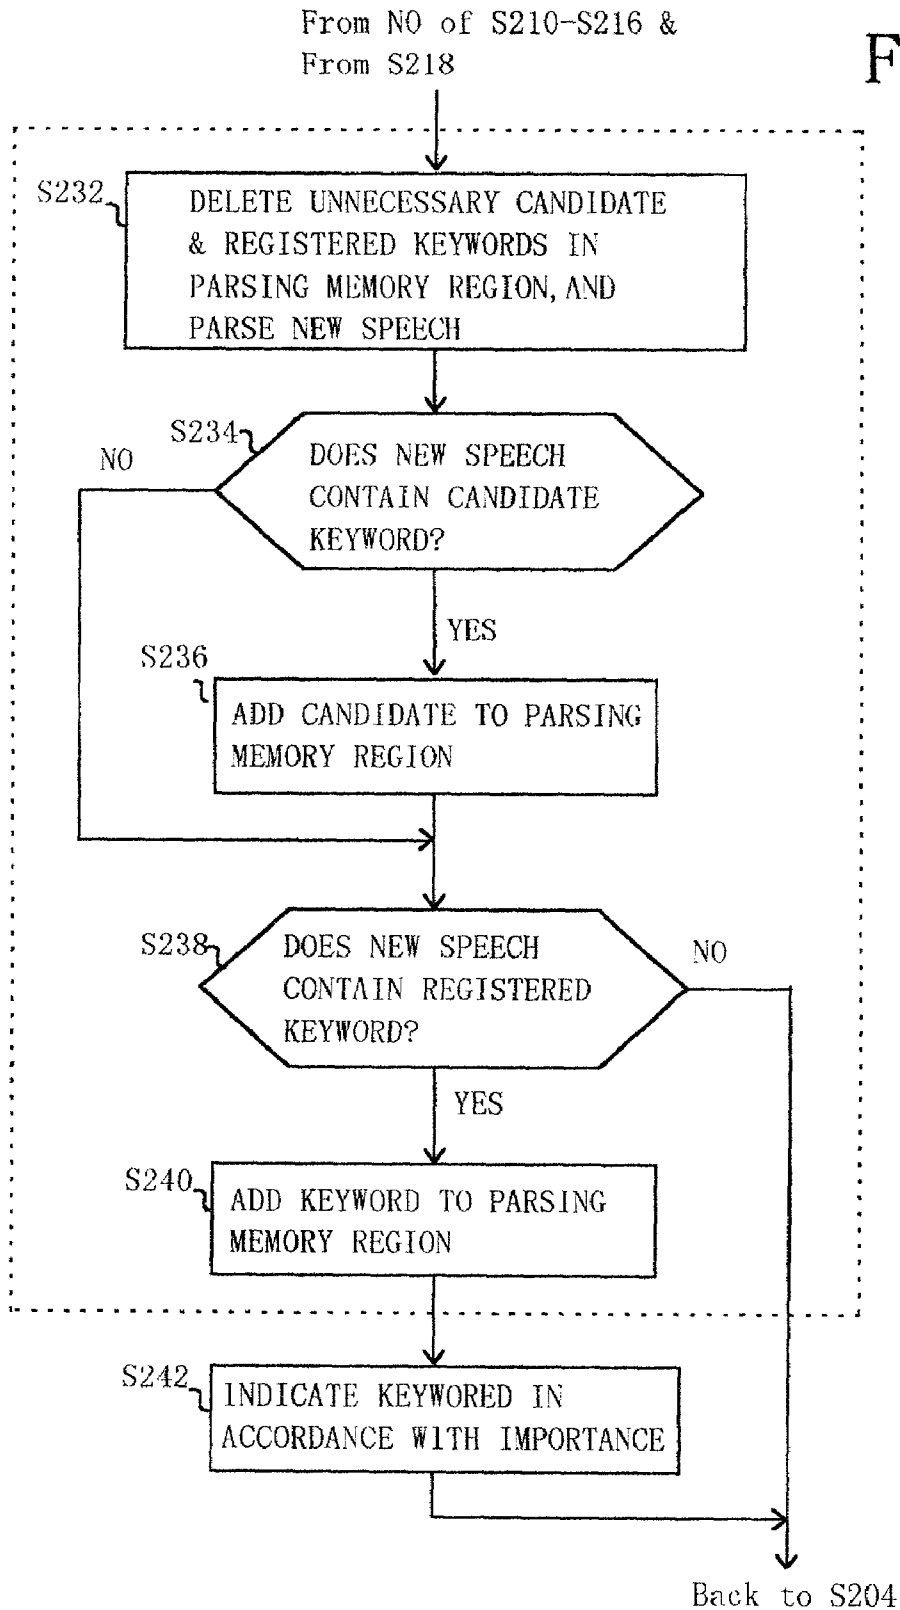 From NO of S210-S216 &
From S218
F
S232
DELETE UNNECESSARY CANDIDATE
& REGISTERED KEYWORDS IN
PARSING MEMORY REGION, AND
PARSE NEW SPEECH
S234
NO
DOES NEW SPEECH
CONTAIN CANDIDATE
KEYWORD?
YES
S236
ADD CANDIDATE TO PARSING
MEMORY REGION
S238
DOES NEW SPEECH
CONTAIN REGISTERED
KEYWORD?
NO
YES
S240
ADD KEYWORD TO PARSING
MEMORY REGION
S242
INDICATE KEYWORED IN
ACCORDANCE WITH IMPORTANCE
Back to S204